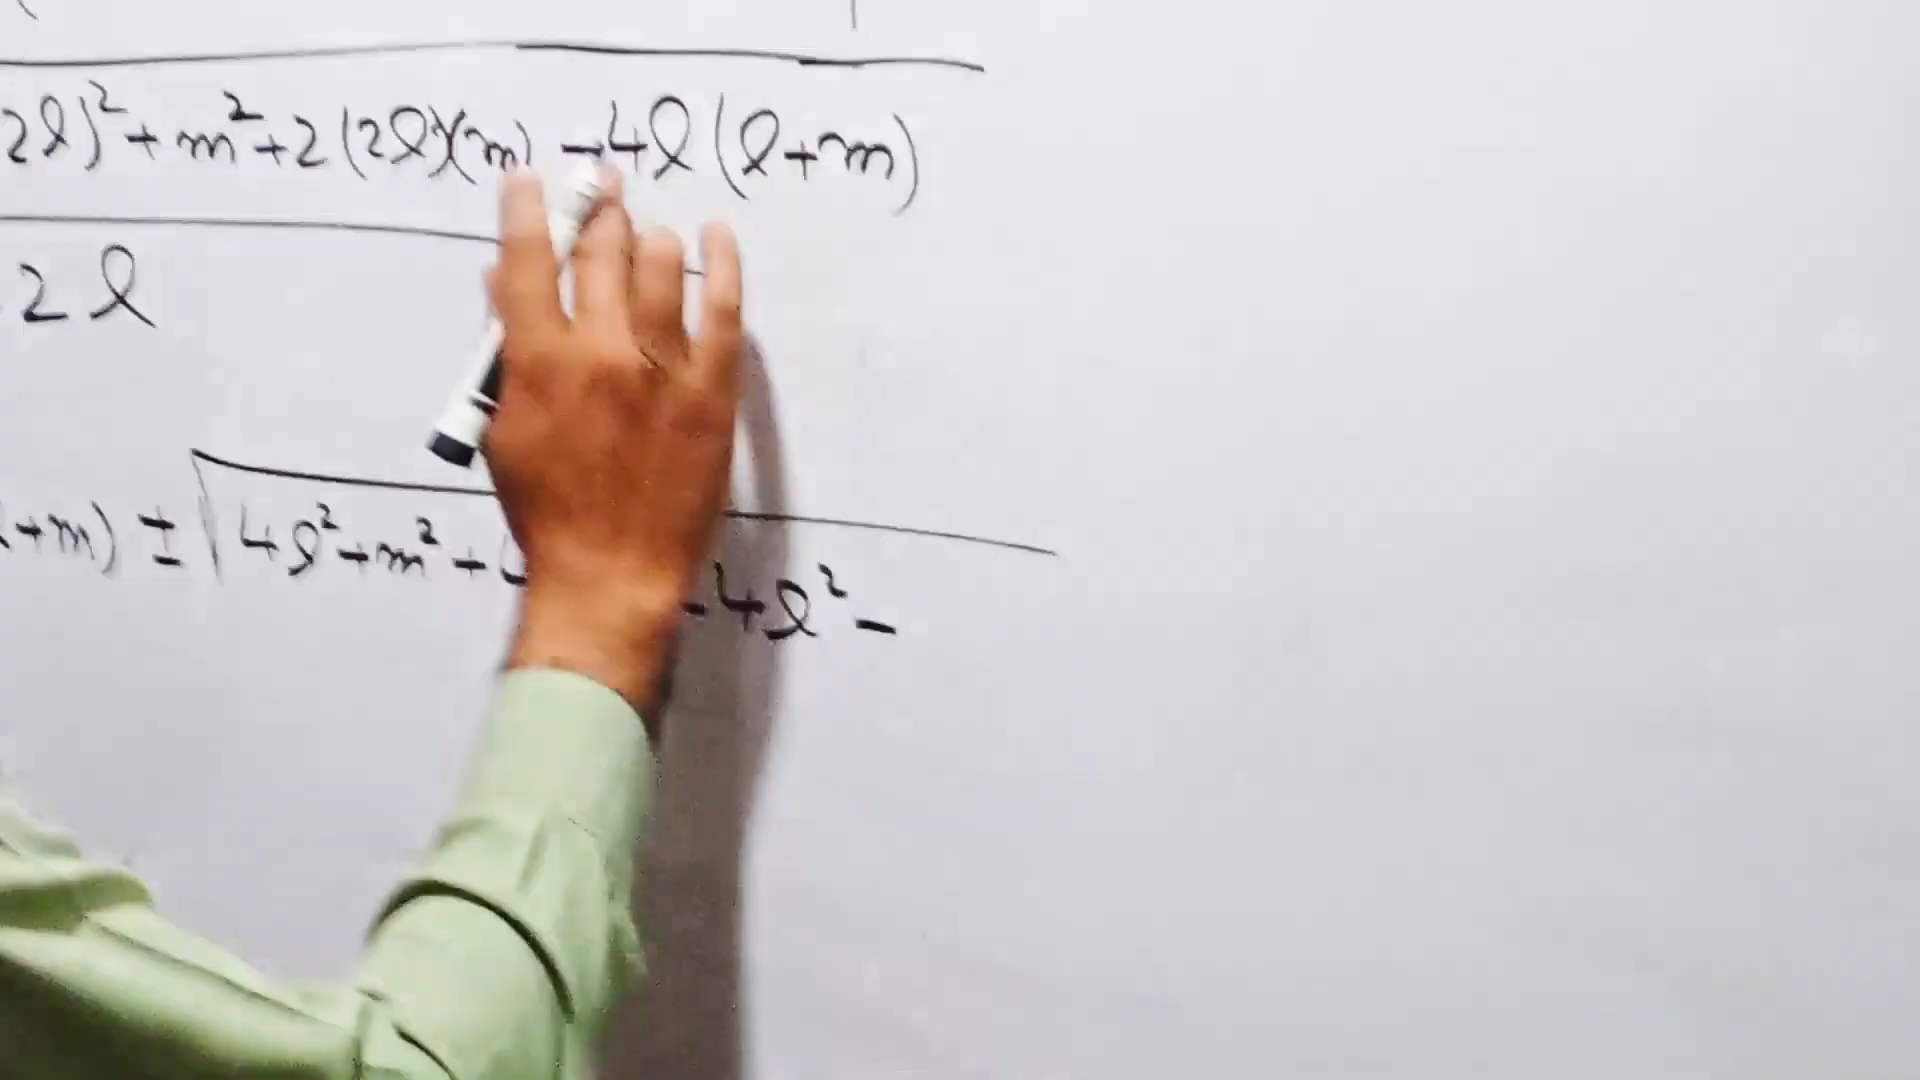 2l)² + m² + 2(2l)(m) - 4l(l+m)
2l
+m) ± √4l² + m² + - 4l² -